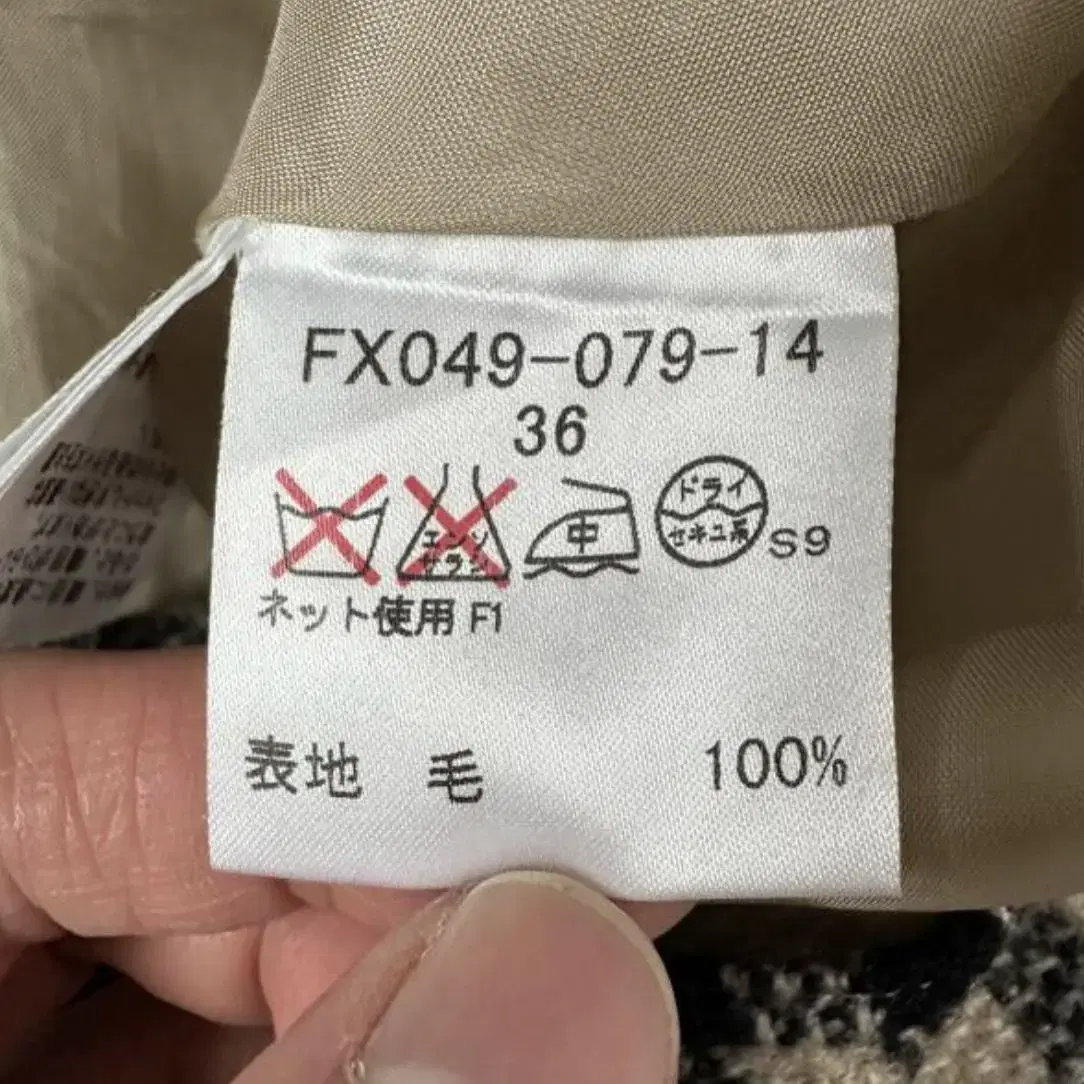 FX049-079-14
36
エンソ
サラシ
中
ドライ
セキユ系
S9
ネット使用 F1
表地 毛 100%